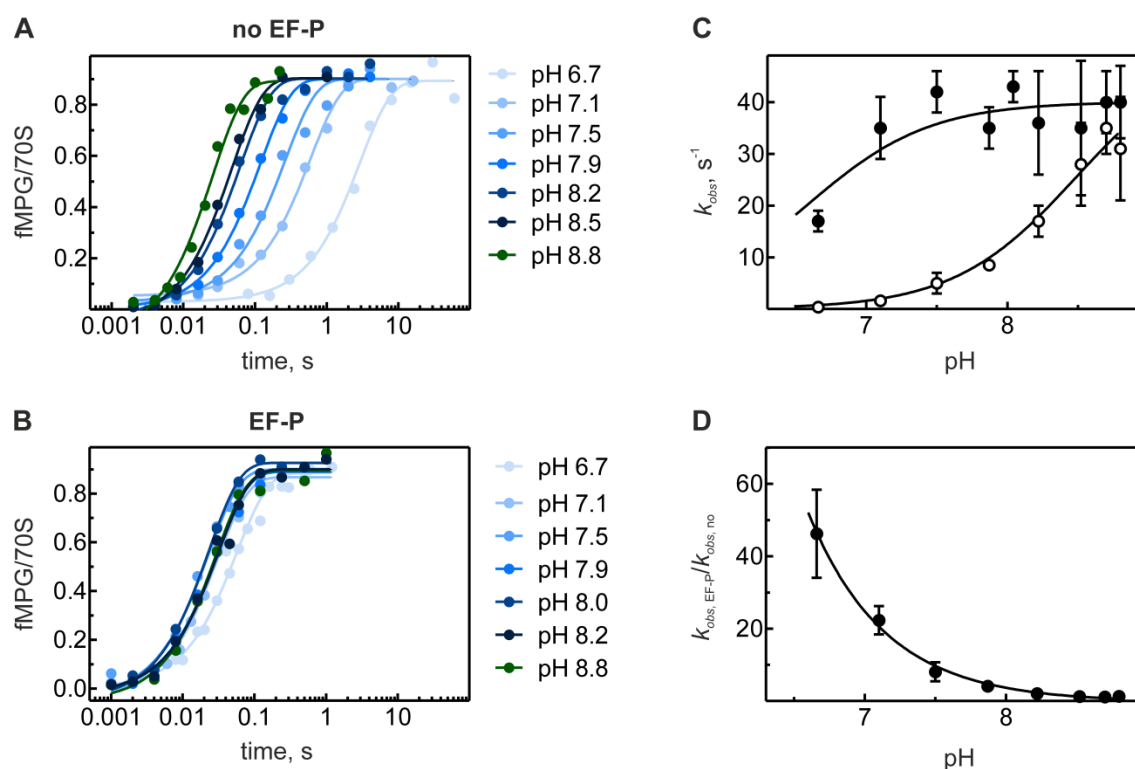 A
no EF-P
fMPG/70S
0.8
0.6
0.4
0.2
0.001 0.01 0.1 1 10
time, s
pH 6.7
pH 7.1
pH 7.5
pH 7.9
pH 8.2
pH 8.5
pH 8.8
C
k_obs, s⁻¹
40
30
20
10
7 8
pH
B
EF-P
fMPG/70S
0.8
0.6
0.4
0.2
0.0
0.001 0.01 0.1 1 10
time, s
pH 6.7
pH 7.1
pH 7.5
pH 7.9
pH 8.0
pH 8.2
pH 8.8
D
k_obs, EF-P/k_obs, no
60
40
20
7 8
pH